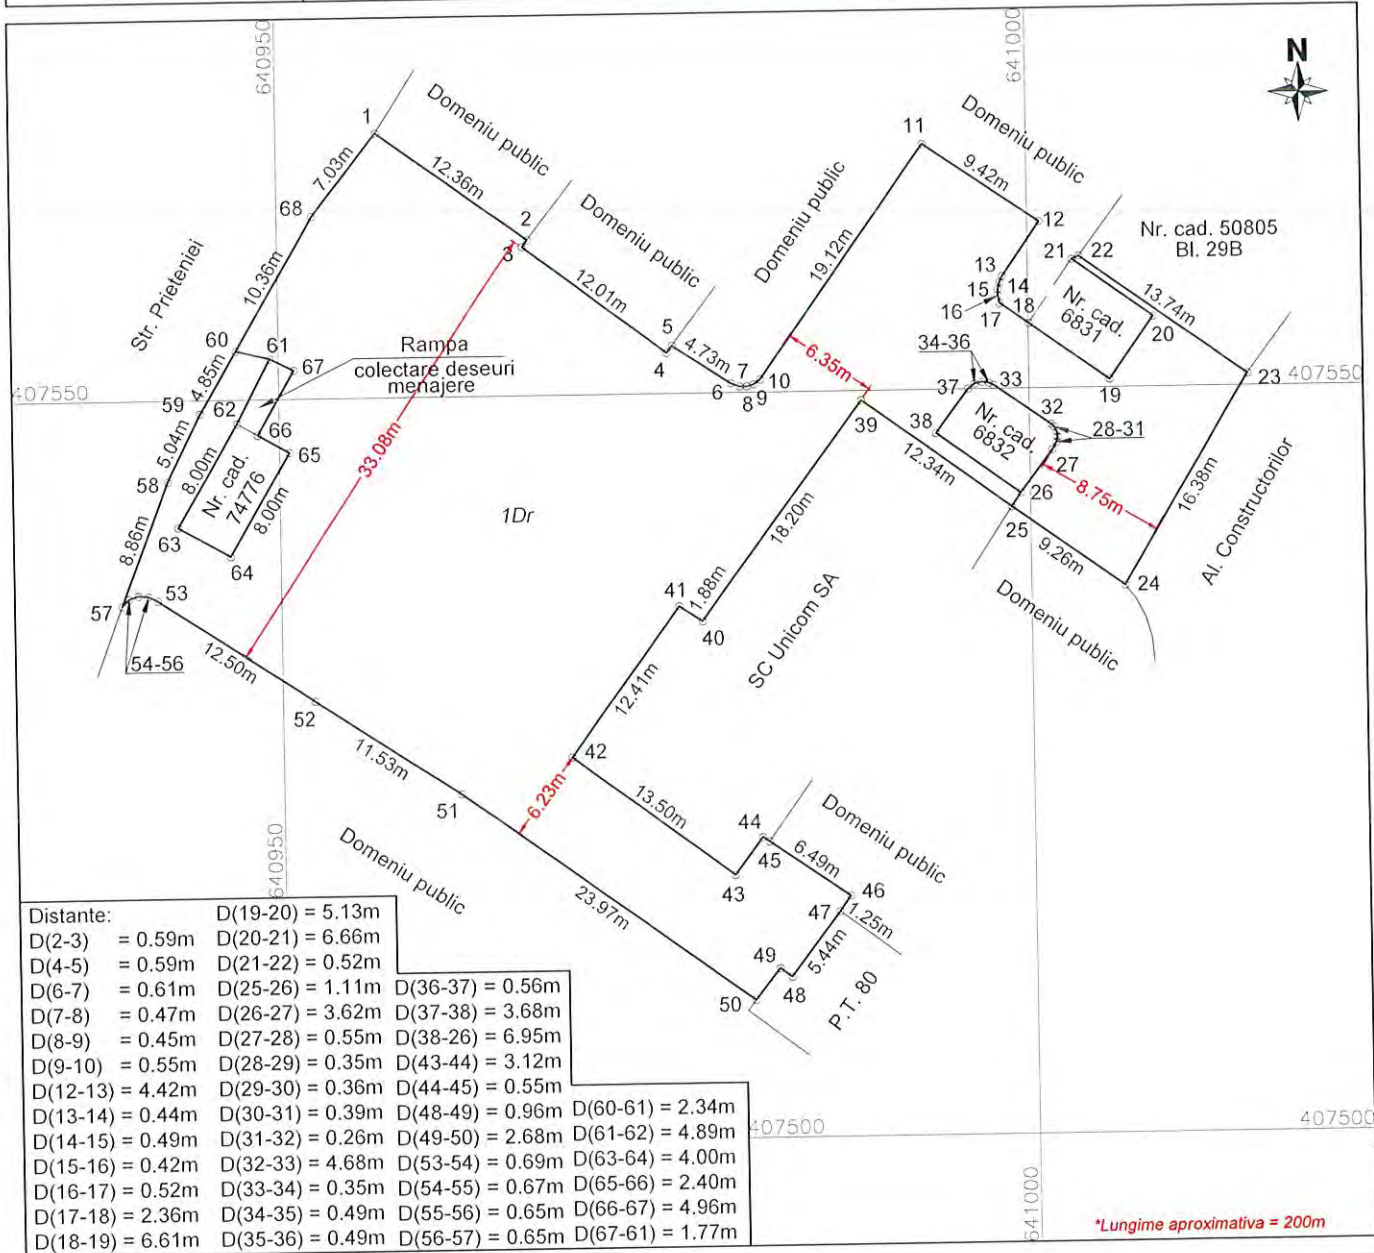 640950
641000
N
1
Domeniu public
11
Domeniu public
12.36m
9.42m
7.03m
68
2
3
Domeniu public
Domeniu public
19.12m
12
Nr. cad. 50805
Bl. 29B
21
22
13
14
15
16
17
18
Nr. cad.
6831
13.74m
20
Str. Prieteniei
10.36m
12.01m
60
61
67
Rampa
colectare deseuri
menajere
5
4
4.73m
6
7
8
9
10
6.35m
34-36
37
33
19
23
407550
407550
4.85m
59
62
66
65
39
38
Nr. cad.
6832
32
28-31
27
5.04m
58
8.00m
Nr. cad.
74776
8.00m
33.08m
12.34m
26
25
8.75m
16.38m
Al. Constructorilor
1Dr
18.20m
8.86m
63
64
9.26m
24
57
53
54-56
41
1.88m
40
SC Unicom SA
Domeniu public
12.50m
52
12.41m
11.53m
42
51
6.23m
13.50m
Domeniu public
640950
44
45
Domeniu public
6.49m
43
46
47
1.25m
23.97m
5.44m
49
48
50
P.T. 80
Distante: D(19-20) = 5.13m
D(2-3) = 0.59m D(20-21) = 6.66m
D(4-5) = 0.59m D(21-22) = 0.52m
D(6-7) = 0.61m D(25-26) = 1.11m D(36-37) = 0.56m
D(7-8) = 0.47m D(26-27) = 3.62m D(37-38) = 3.68m
D(8-9) = 0.45m D(27-28) = 0.55m D(38-26) = 6.95m
D(9-10) = 0.55m D(28-29) = 0.35m D(43-44) = 3.12m
D(12-13) = 4.42m D(29-30) = 0.36m D(44-45) = 0.55m
D(13-14) = 0.44m D(30-31) = 0.39m D(48-49) = 0.96m D(60-61) = 2.34m
D(14-15) = 0.49m D(31-32) = 0.26m D(49-50) = 2.68m D(61-62) = 4.89m
D(15-16) = 0.42m D(32-33) = 4.68m D(53-54) = 0.69m D(63-64) = 4.00m
D(16-17) = 0.52m D(33-34) = 0.35m D(54-55) = 0.67m D(65-66) = 2.40m
D(17-18) = 2.36m D(34-35) = 0.49m D(55-56) = 0.65m D(66-67) = 4.96m
D(18-19) = 6.61m D(35-36) = 0.49m D(56-57) = 0.65m D(67-61) = 1.77m
407500
407500
641000
*Lungime aproximativa = 200m